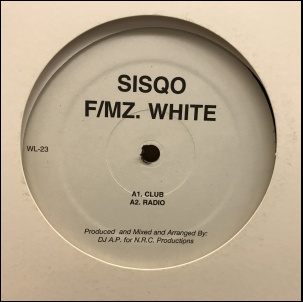 SISQO
F/MZ. WHITE
WL-23
A1. CLUB
A2. RADIO
Produced and Mixed and Arranged By:
DJ A.P. for N.R.C. Productions